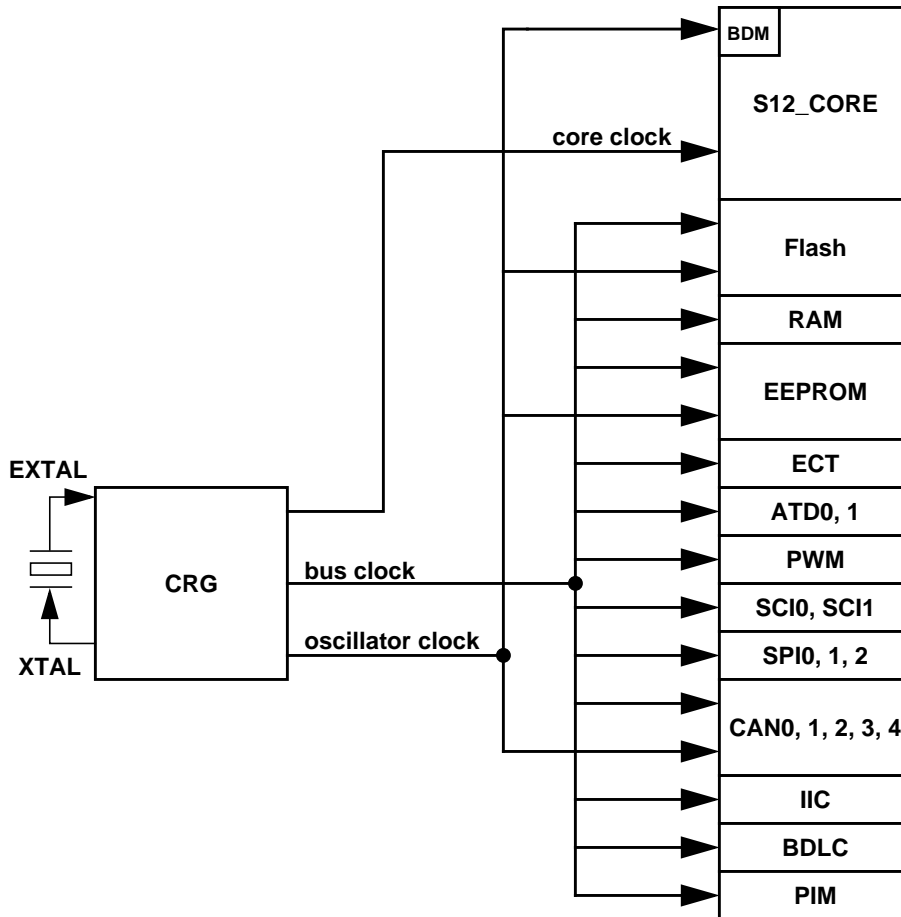 BDM
S12_CORE
core clock
Flash
RAM
EEPROM
EXTAL
ECT
ATD0, 1
PWM
bus clock
CRG
SCI0, SCI1
oscillator clock
SPI0, 1, 2
XTAL
CAN0, 1, 2, 3, 4
IIC
BDLC
PIM